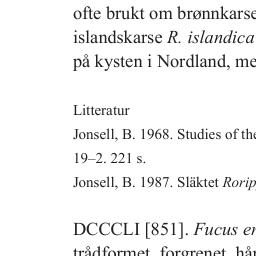 ofte brukt om brønnkarse
islandskarse R. islandica
på kysten i Nordland, me
Litteratur
Jonsell, B. 1968. Studies of the
19–2. 221 s.
Jonsell, B. 1987. Släktet Rorip
DCCCLI [851]. Fucus er
trådformet, forgrenet, hår